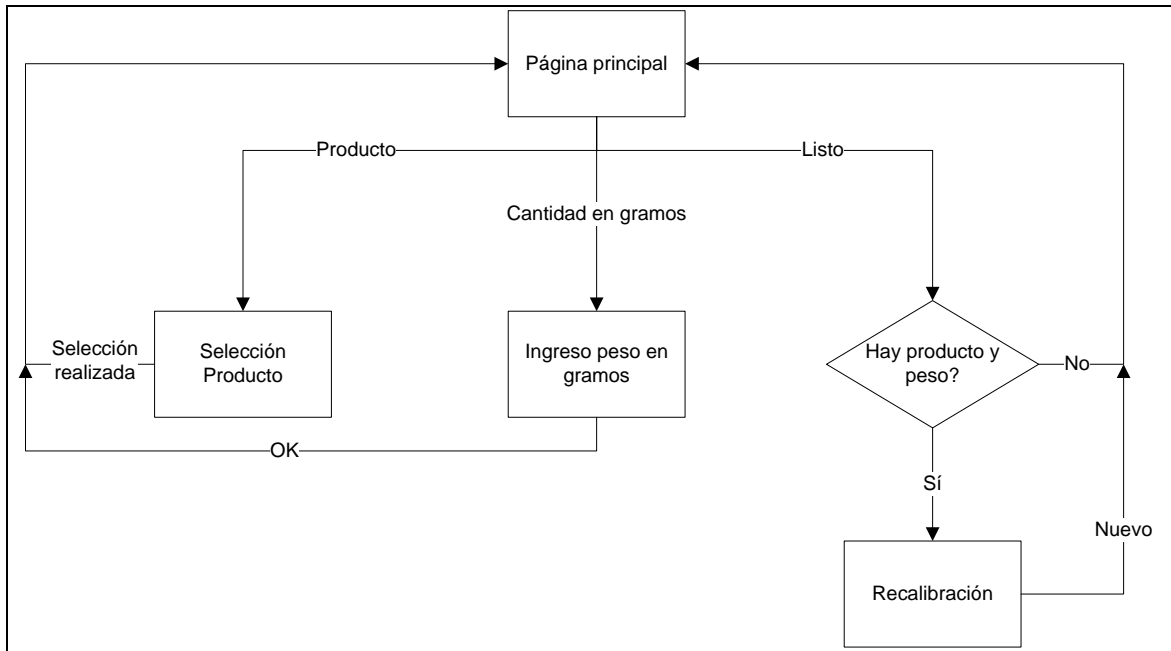 Página principal
Producto
Listo
Cantidad en gramos
Selección
realizada
Selección
Producto
Ingreso peso en
gramos
Hay producto y
peso?
No
OK
Sí
Nuevo
Recalibración